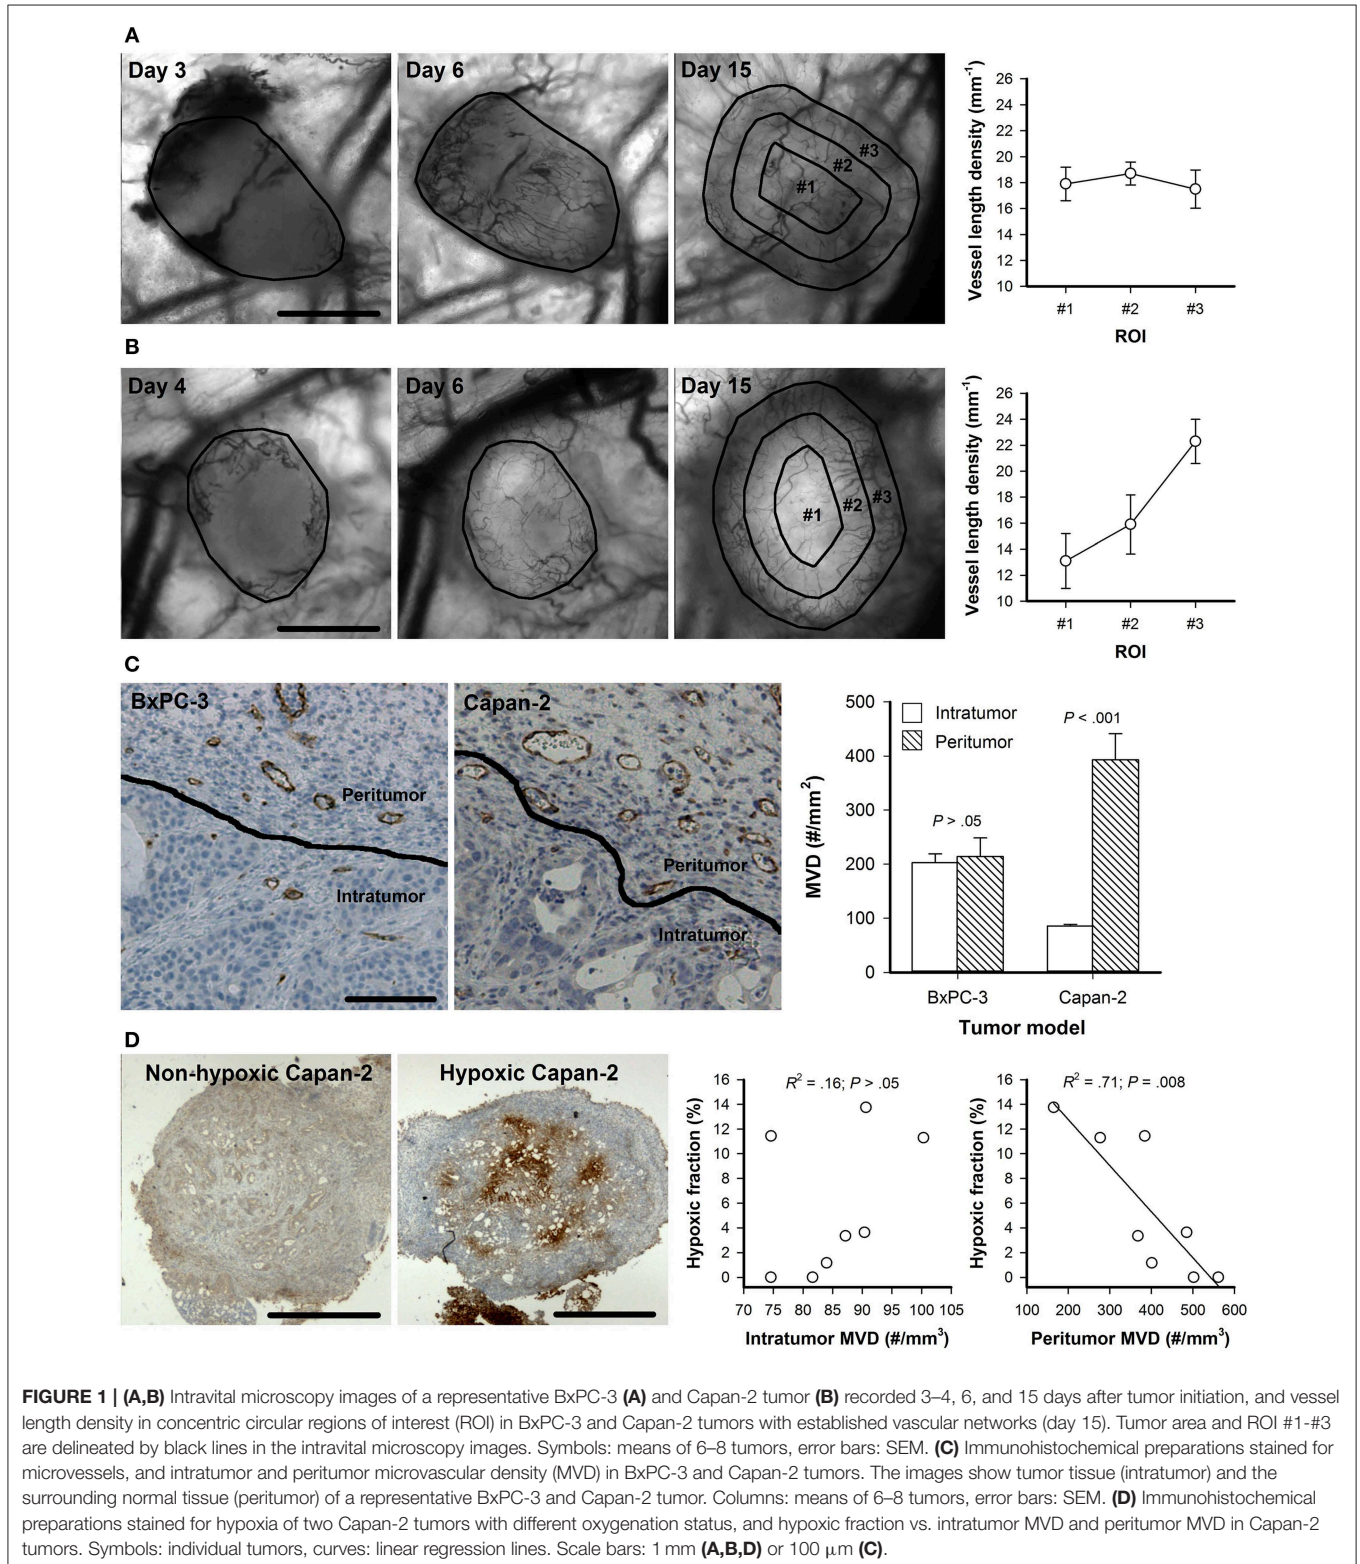 A
Day 3
Day 6
Day 15
#1
#2
#3
Vessel length density (mm⁻¹)
26
24
22
20
18
16
14
12
10
#1 #2 #3
ROI
B
Day 4
Day 6
Day 15
#1
#2
#3
Vessel length density (mm⁻¹)
26
24
22
20
18
16
14
12
10
#1 #2 #3
ROI
C
BxPC-3
Peritumor
Intratumor
Capan-2
Peritumor
Intratumor
MVD (#/mm²)
500
400
300
200
100
0
Intratumor
Peritumor
P > .05
P < .001
BxPC-3 Capan-2
Tumor model
D
Non-hypoxic Capan-2
Hypoxic Capan-2
Hypoxic fraction (%)
16
14
12
10
8
6
4
2
0
R² = .16; P > .05
70 75 80 85 90 95 100 105
Intratumor MVD (#/mm³)
Hypoxic fraction (%)
16
14
12
10
8
6
4
2
0
R² = .71; P = .008
100 200 300 400 500 600
Peritumor MVD (#/mm³)
FIGURE 1 | (A,B) Intravital microscopy images of a representative BxPC-3 (A) and Capan-2 tumor (B) recorded 3–4, 6, and 15 days after tumor initiation, and vessel
length density in concentric circular regions of interest (ROI) in BxPC-3 and Capan-2 tumors with established vascular networks (day 15). Tumor area and ROI #1-#3
are delineated by black lines in the intravital microscopy images. Symbols: means of 6–8 tumors, error bars: SEM. (C) Immunohistochemical preparations stained for
microvessels, and intratumor and peritumor microvascular density (MVD) in BxPC-3 and Capan-2 tumors. The images show tumor tissue (intratumor) and the
surrounding normal tissue (peritumor) of a representative BxPC-3 and Capan-2 tumor. Columns: means of 6–8 tumors, error bars: SEM. (D) Immunohistochemical
preparations stained for hypoxia of two Capan-2 tumors with different oxygenation status, and hypoxic fraction vs. intratumor MVD and peritumor MVD in Capan-2
tumors. Symbols: individual tumors, curves: linear regression lines. Scale bars: 1 mm (A,B,D) or 100 μm (C).